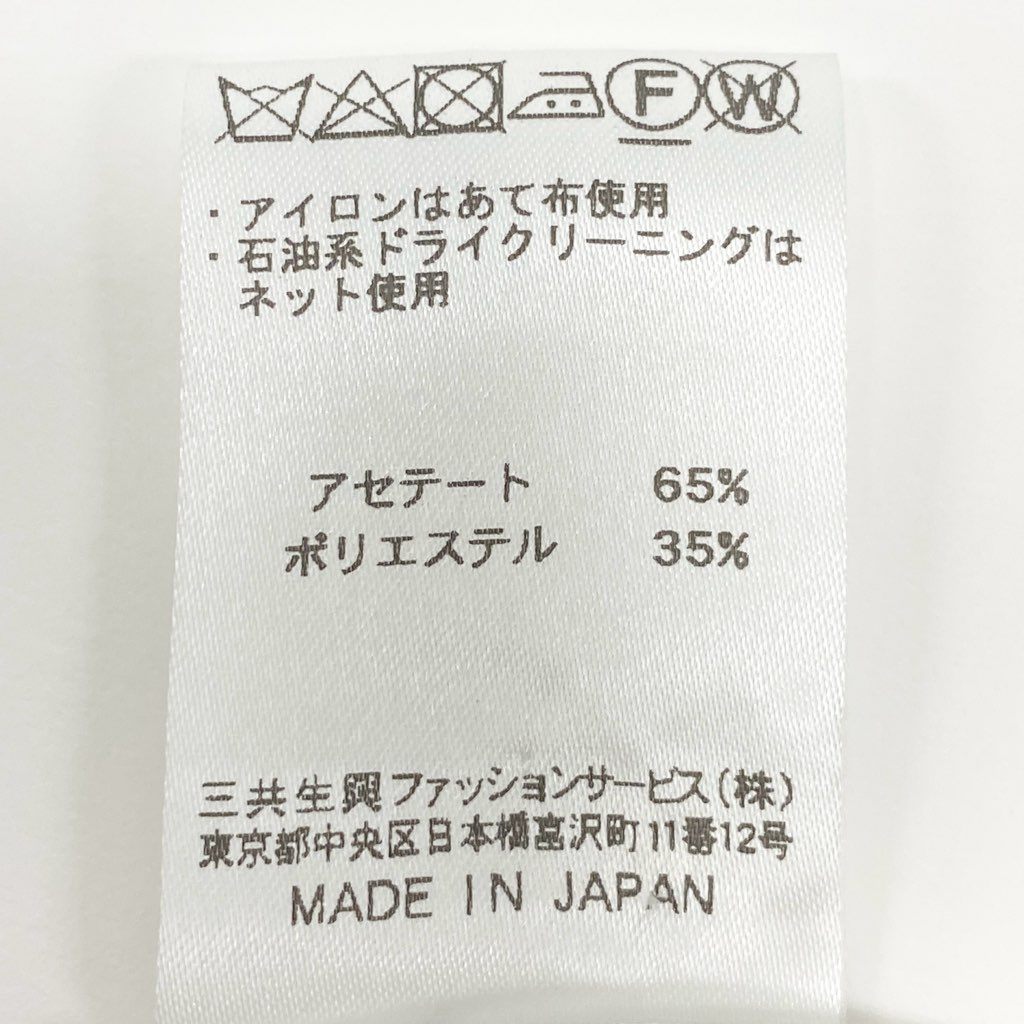 F W
・アイロンはあて布使用
・石油系ドライクリーニングは
ネット使用
アセテート 65%
ポリエステル 35%
三共生興ファッションサービス(株)
東京都中央区日本橋富沢町11番12号
MADE IN JAPAN